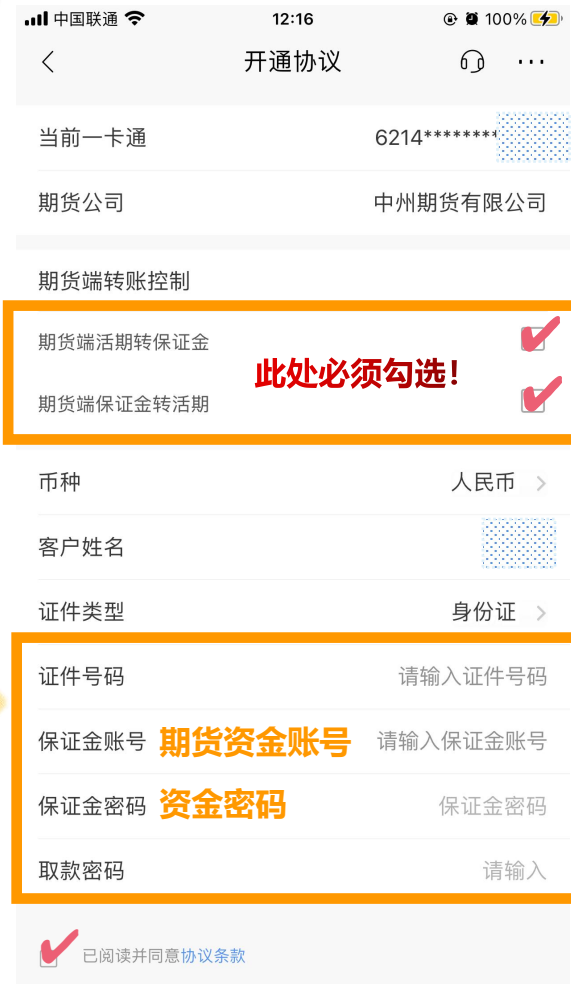 中国联通 12:16 100%
开通协议
当前一卡通 6214********
期货公司 中州期货有限公司
期货端转账控制
期货端活期转保证金
此处必须勾选!
期货端保证金转活期
币种 人民币
客户姓名
证件类型 身份证
证件号码 请输入证件号码
保证金账号 期货资金账号 请输入保证金账号
保证金密码 资金密码 保证金密码
取款密码 请输入
已阅读并同意协议条款